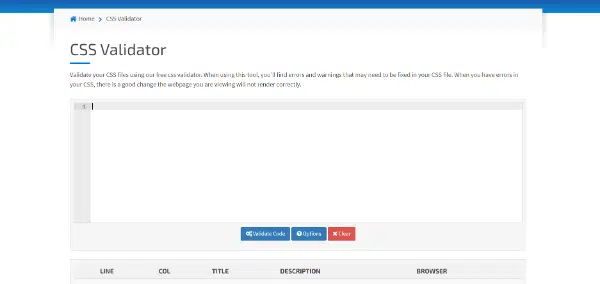 Home > CSS Validator
CSS Validator
Validate your CSS files using our free css validator. When using this tool, you'll find errors and warnings that may need to be fixed in your CSS file. When you have errors in
your CSS, there is a good change the webpage you are viewing will not render correctly.
1
Validate Code Options Clear
LINE COL TITLE DESCRIPTION BROWSER